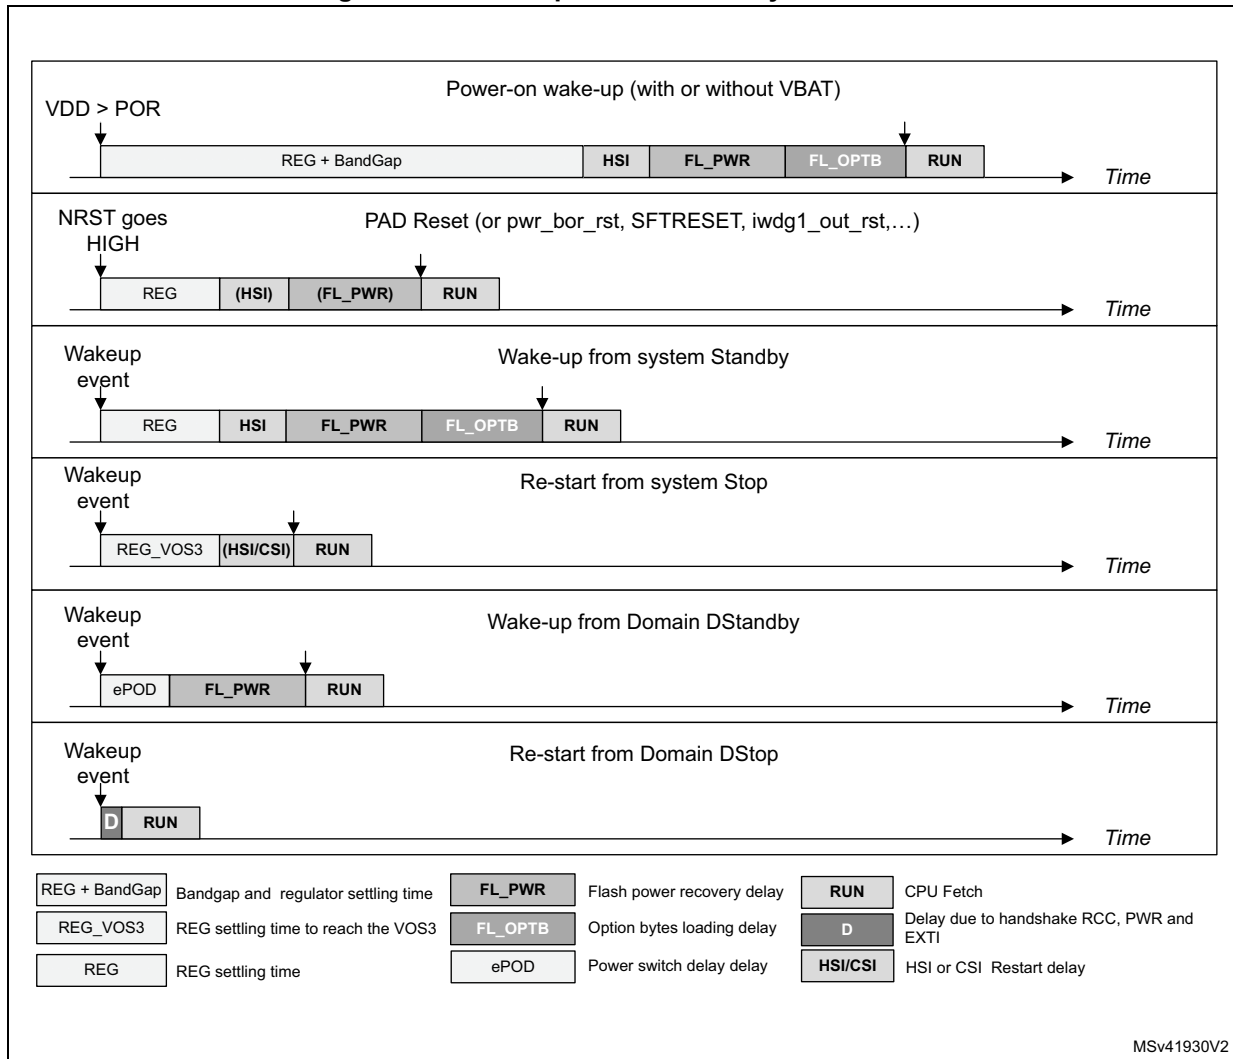 Power-on wake-up (with or without VBAT)
VDD > POR
REG + BandGap HSI FL_PWR FL_OPTB RUN
Time
NRST goes
HIGH
PAD Reset (or pwr_bor_rst, SFTRESET, iwdg1_out_rst,…)
REG (HSI) (FL_PWR) RUN
Time
Wakeup
event
Wake-up from system Standby
REG HSI FL_PWR FL_OPTB RUN
Time
Wakeup
event
Re-start from system Stop
REG_VOS3 (HSI/CSI) RUN
Time
Wakeup
event
Wake-up from Domain DStandby
ePOD FL_PWR RUN
Time
Wakeup
event
Re-start from Domain DStop
D RUN
Time
REG + BandGap Bandgap and regulator settling time
FL_PWR Flash power recovery delay
RUN CPU Fetch
REG_VOS3 REG settling time to reach the VOS3
FL_OPTB Option bytes loading delay
D Delay due to handshake RCC, PWR and
EXTI
REG REG settling time
ePOD Power switch delay delay
HSI/CSI HSI or CSI Restart delay
MSv41930V2